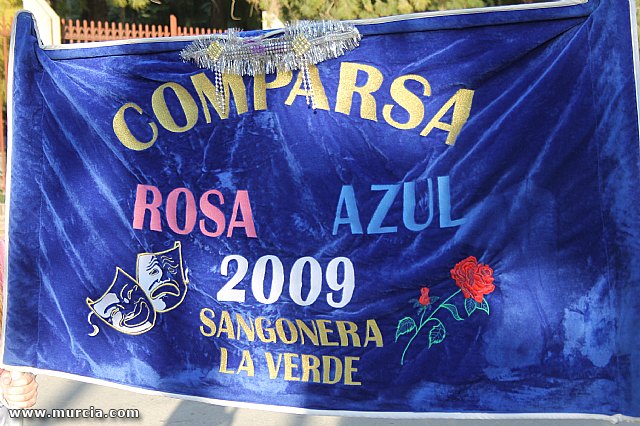 COMPARSA
ROSA AZUL
2009
SANGONERA
LA VERDE
www.murcia.com